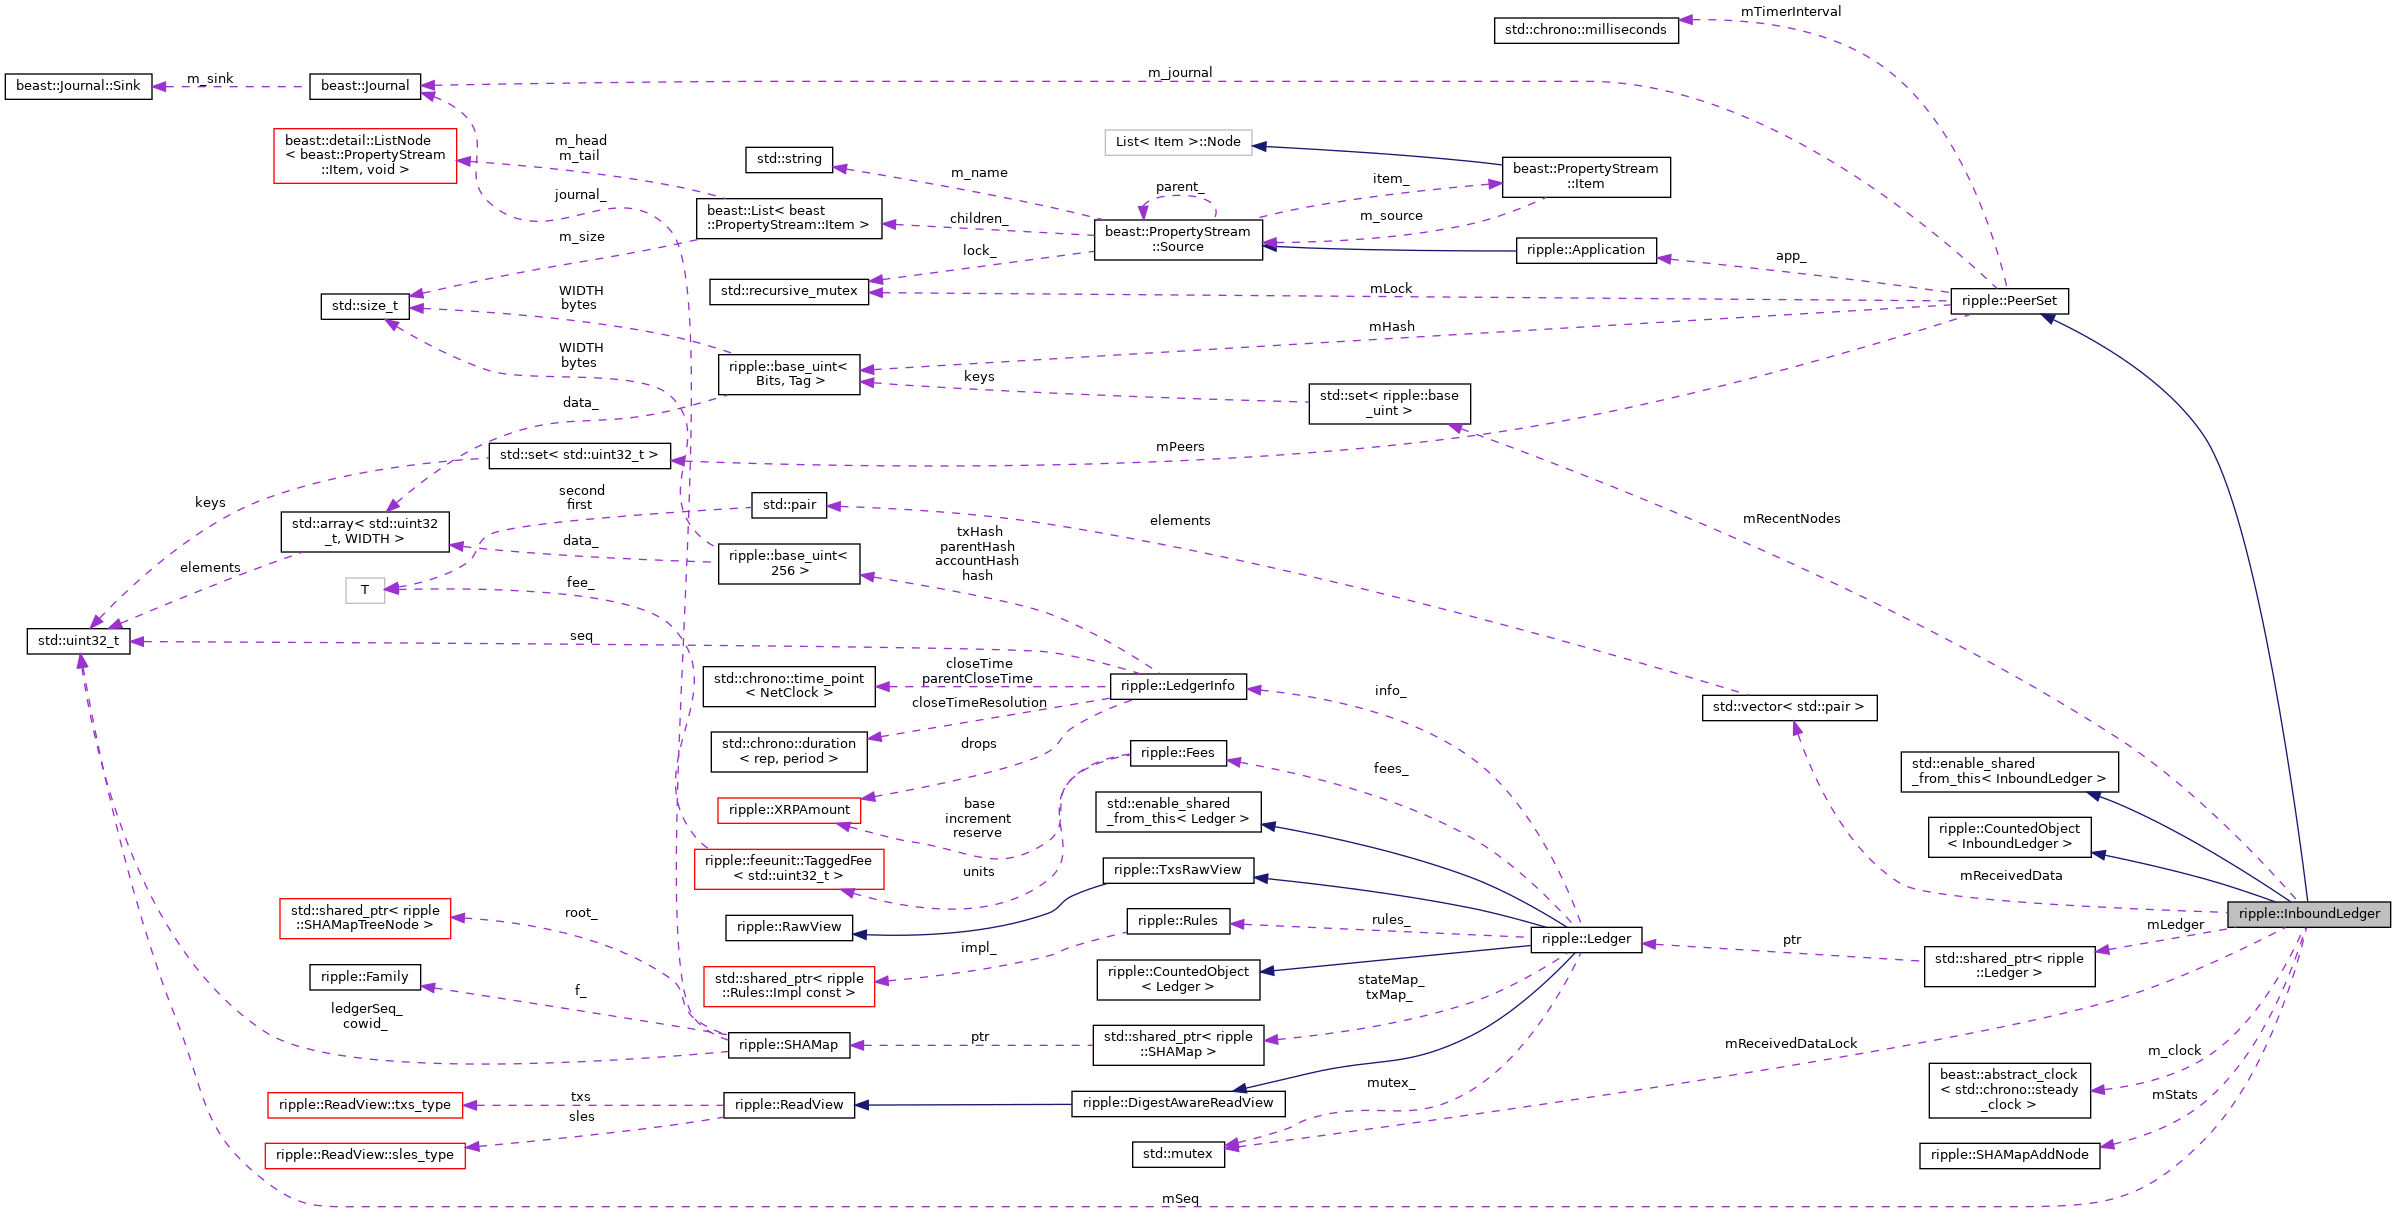 mTimerInterval
std::chrono::milliseconds
m_journal
m_sink
beast::Journal::Sink
beast::Journal
beast::detail::ListNode
< beast::PropertyStream
::Item, void >
m_head
m_tail
List< Item >::Node
std::string
beast::PropertyStream
::Item
m_name
item_
parent_
journal_
beast::List< beast
::PropertyStream::Item >
children_
m_source
beast::PropertyStream
::Source
m_size
lock_
ripple::Application
app_
std::recursive_mutex
mLock
ripple::PeerSet
WIDTH
bytes
std::size_t
mHash
WIDTH
bytes
ripple::base_uint<
Bits, Tag >
keys
std::set< ripple::base
_uint >
data_
mPeers
std::set< std::uint32_t >
keys
second
first
std::pair
elements
mRecentNodes
std::array< std::uint32
_t, WIDTH >
data_
txHash
parentHash
accountHash
hash
ripple::base_uint<
256 >
elements
T
fee_
std::uint32_t
seq
closeTime
parentCloseTime
std::chrono::time_point
< NetClock >
ripple::LedgerInfo
info_
std::vector< std::pair >
closeTimeResolution
std::chrono::duration
< rep, period >
drops
ripple::Fees
fees_
std::enable_shared
_from_this< InboundLedger >
ripple::XRPAmount
base
increment
reserve
std::enable_shared
_from_this< Ledger >
ripple::CountedObject
< InboundLedger >
ripple::feeunit::TaggedFee
< std::uint32_t >
units
ripple::TxsRawView
mReceivedData
std::shared_ptr< ripple
::SHAMapTreeNode >
root_
ripple::RawView
ripple::Rules
rules_
ripple::InboundLedger
mLedger
impl_
ripple::Ledger
ptr
std::shared_ptr< ripple
::Ledger >
ripple::Family
f_
std::shared_ptr< ripple
::Rules::Impl const >
ripple::CountedObject
< Ledger >
stateMap_
txMap_
ledgerSeq_
cowid_
ripple::SHAMap
ptr
std::shared_ptr< ripple
::SHAMap >
mReceivedDataLock
m_clock
beast::abstract_clock
< std::chrono::steady
_clock >
mutex_
mStats
ripple::ReadView::txs_type
txs
sles
ripple::ReadView
ripple::DigestAwareReadView
ripple::ReadView::sles_type
std::mutex
ripple::SHAMapAddNode
mSeq